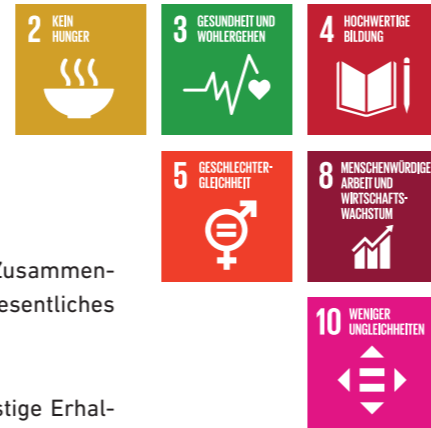 2 KEIN
HUNGER
3 GESUNDHEIT UND
WOHLERGEHEN
4 HOCHWERTIGE
BILDUNG
5 GESCHLECHTER-
GLEICHHEIT
8 MENSCHENWÜRDIGE
ARBEIT UND
WIRTSCHAFTS-
WACHSTUM
Zusammen-
esentliches
10 WENIGER
UNGLEICHHEITEN
stige Erhal-